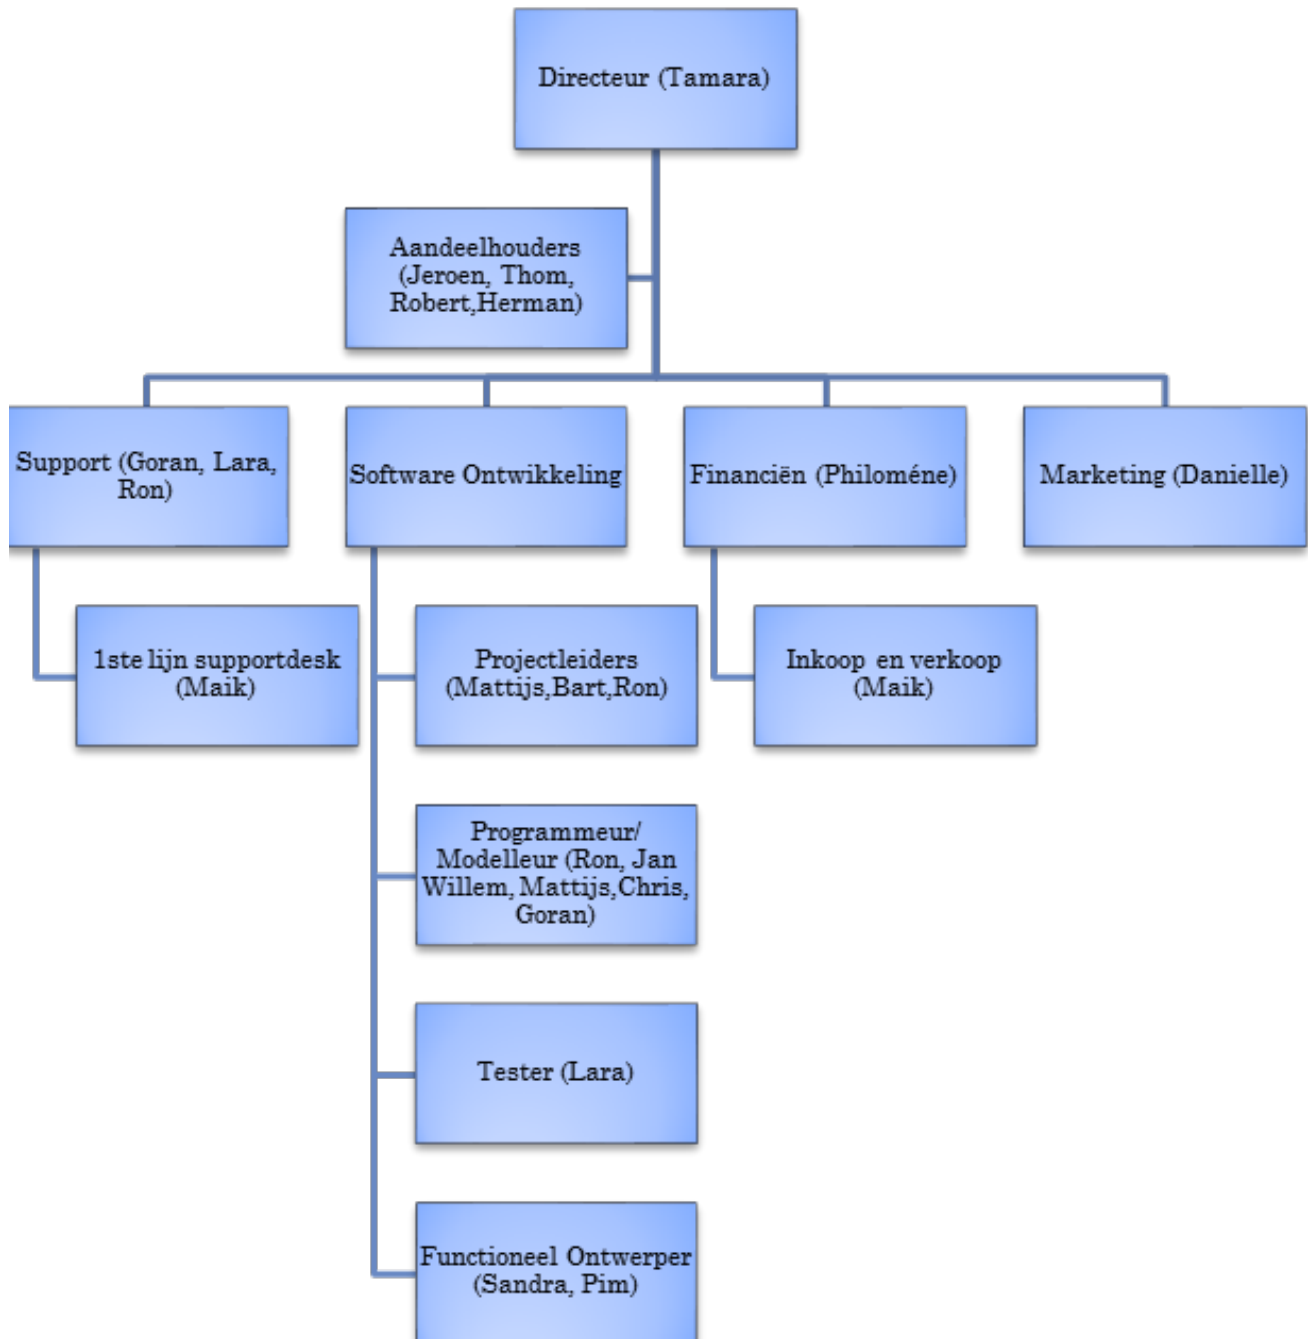 Directeur (Tamara)
Aandeelhouders
(Jeroen, Thom,
Robert,Herman)
Support (Goran, Lara,
Ron)
Software Ontwikkeling
Financiën (Philoméne)
Marketing (Danielle)
1ste lijn supportdesk
(Maik)
Projectleiders
(Mattijs,Bart,Ron)
Inkoop en verkoop
(Maik)
Programmeur/
Modelleur (Ron, Jan
Willem, Mattijs,Chris,
Goran)
Tester (Lara)
Functioneel Ontwerper
(Sandra, Pim)